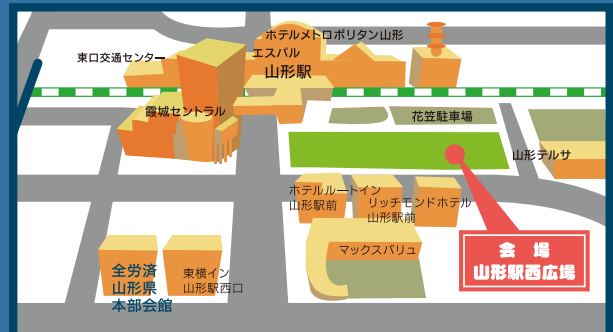 ホテルメトロポリタン山形
東口交通センター
エスパル
山形駅
霞城セントラル
花笠駐車場
山形テルサ
ホテルルートイン
山形駅前
リッチモンドホテル
山形駅前
マックスバリュ
会場
山形駅西広場
全労済
山形県
本部会館
東横イン
山形駅西口